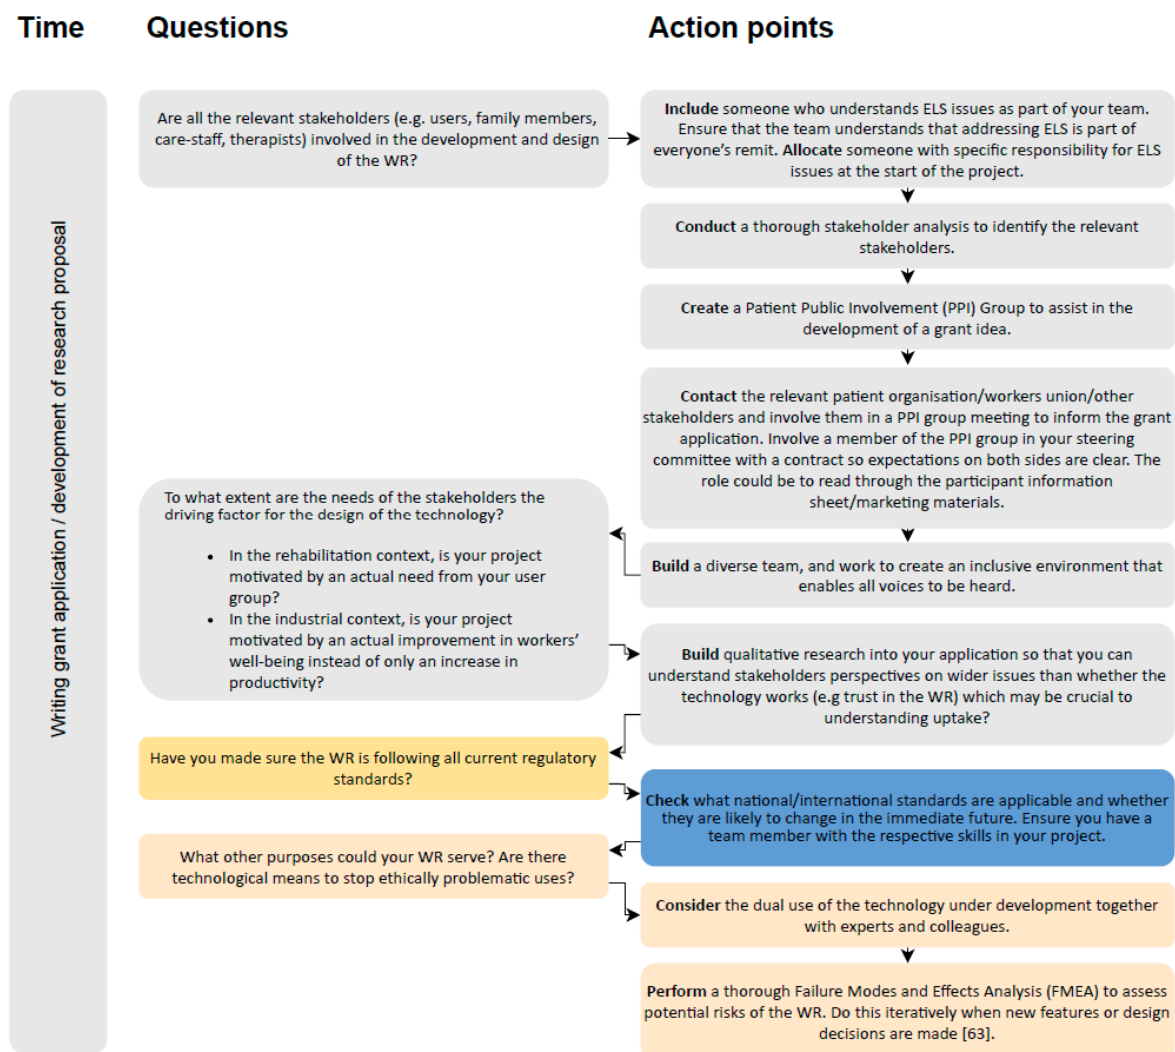 Time
Questions
Action points
Writing grant application / development of research proposal
Are all the relevant stakeholders (e.g. users, family members,
care-staff, therapists) involved in the development and design
of the WR?
Include someone who understands ELS issues as part of your team.
Ensure that the team understands that addressing ELS is part of
everyone's remit. Allocate someone with specific responsibility for ELS
issues at the start of the project.
Conduct a thorough stakeholder analysis to identify the relevant
stakeholders.
Create a Patient Public Involvement (PPI) Group to assist in the
development of a grant idea.
Contact the relevant patient organisation/workers union/other
stakeholders and involve them in a PPI group meeting to inform the grant
application. Involve a member of the PPI group in your steering
committee with a contract so expectations on both sides are clear. The
role could be to read through the participant information
sheet/marketing materials.
Build a diverse team, and work to create an inclusive environment that
enables all voices to be heard.
To what extent are the needs of the stakeholders the
driving factor for the design of the technology?
• In the rehabilitation context, is your project
motivated by an actual need from your user
group?
• In the industrial context, is your project
motivated by an actual improvement in workers'
well-being instead of only an increase in
productivity?
Build qualitative research into your application so that you can
understand stakeholders perspectives on wider issues than whether the
technology works (e.g trust in the WR) which may be crucial to
understanding uptake?
Have you made sure the WR is following all current regulatory
standards?
Check what national/international standards are applicable and whether
they are likely to change in the immediate future. Ensure you have a
team member with the respective skills in your project.
What other purposes could your WR serve? Are there
technological means to stop ethically problematic uses?
Consider the dual use of the technology under development together
with experts and colleagues.
Perform a thorough Failure Modes and Effects Analysis (FMEA) to assess
potential risks of the WR. Do this iteratively when new features or design
decisions are made [63].